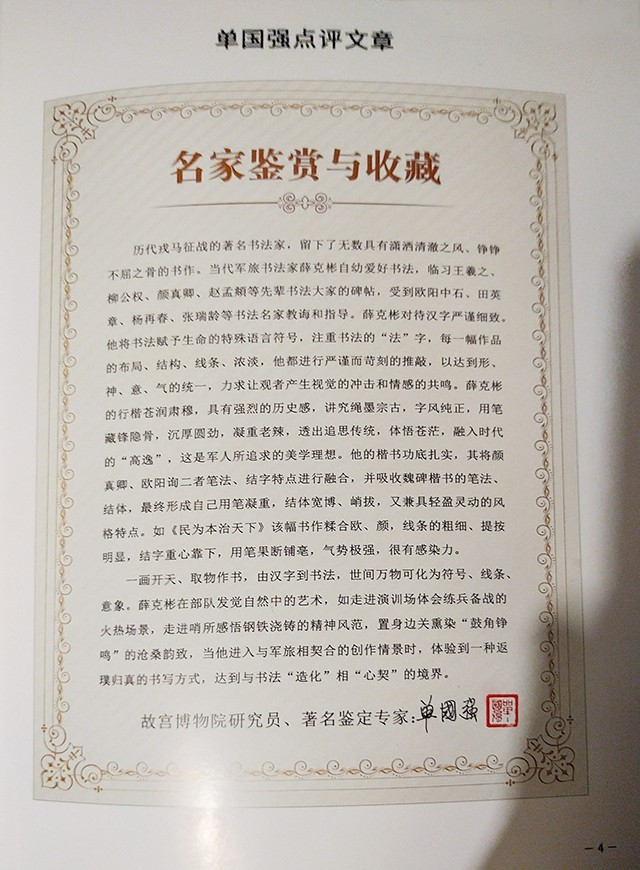 单国强点评文章
名家鉴赏与收藏
历代戎马征战的著名书法家，留下了无数具有潇洒清澈之风、铮铮
不屈之骨的书作。当代军旅书法家薛克彬自幼爱好书法，临习王羲之、
柳公权、颜真卿、赵孟頫等先辈书法大家的碑帖，受到欧阳中石、田英
章、杨再春、张瑞龄等书法名家教诲和指导。薛克彬对待汉字严谨细致。
他将书法赋予生命的特殊语言符号，注重书法的“法”字，每一幅作品
的布局、结构、线条、浓淡，他都进行严谨而苛刻的推敲，以达到形、
神、意、气的统一，力求让观者产生视觉的冲击和情感的共鸣。薛克彬
的行楷苍润肃穆，具有强烈的历史感，讲究绳墨宗古，字风纯正，用笔
藏锋隐骨，沉厚圆劲，凝重老辣，透出追思传统，体悟苍茫，融入时代
的“高逸”，这是军人所追求的美学理想。他的楷书功底扎实，其将颜
真卿、欧阳询二者笔法、结字特点进行融合，并吸收魏碑楷书的笔法、
结体，最终形成自己用笔凝重，结体宽博、峭拔，又兼具轻盈灵动的风
格特点。如《民为本治天下》该幅书作糅合欧、颜，线条的粗细、提按
明显，结字重心靠下，用笔果断铺毫，气势极强，很有感染力。
一画开天、取物作书，由汉字到书法，世间万物可化为符号、线条、
意象。薛克彬在部队发觉自然中的艺术，如走进演训场体会练兵备战的
火热场景，走进哨所感悟钢铁浇铸的精神风范，置身边关熏染“鼓角铮
鸣”的沧桑韵致，当他进入与军旅相契合的创作情景时，体验到一种返
璞归真的书写方式，达到与书法“造化”相“心契”的境界。
故宫博物院研究员、著名鉴定专家：单國強
－4－